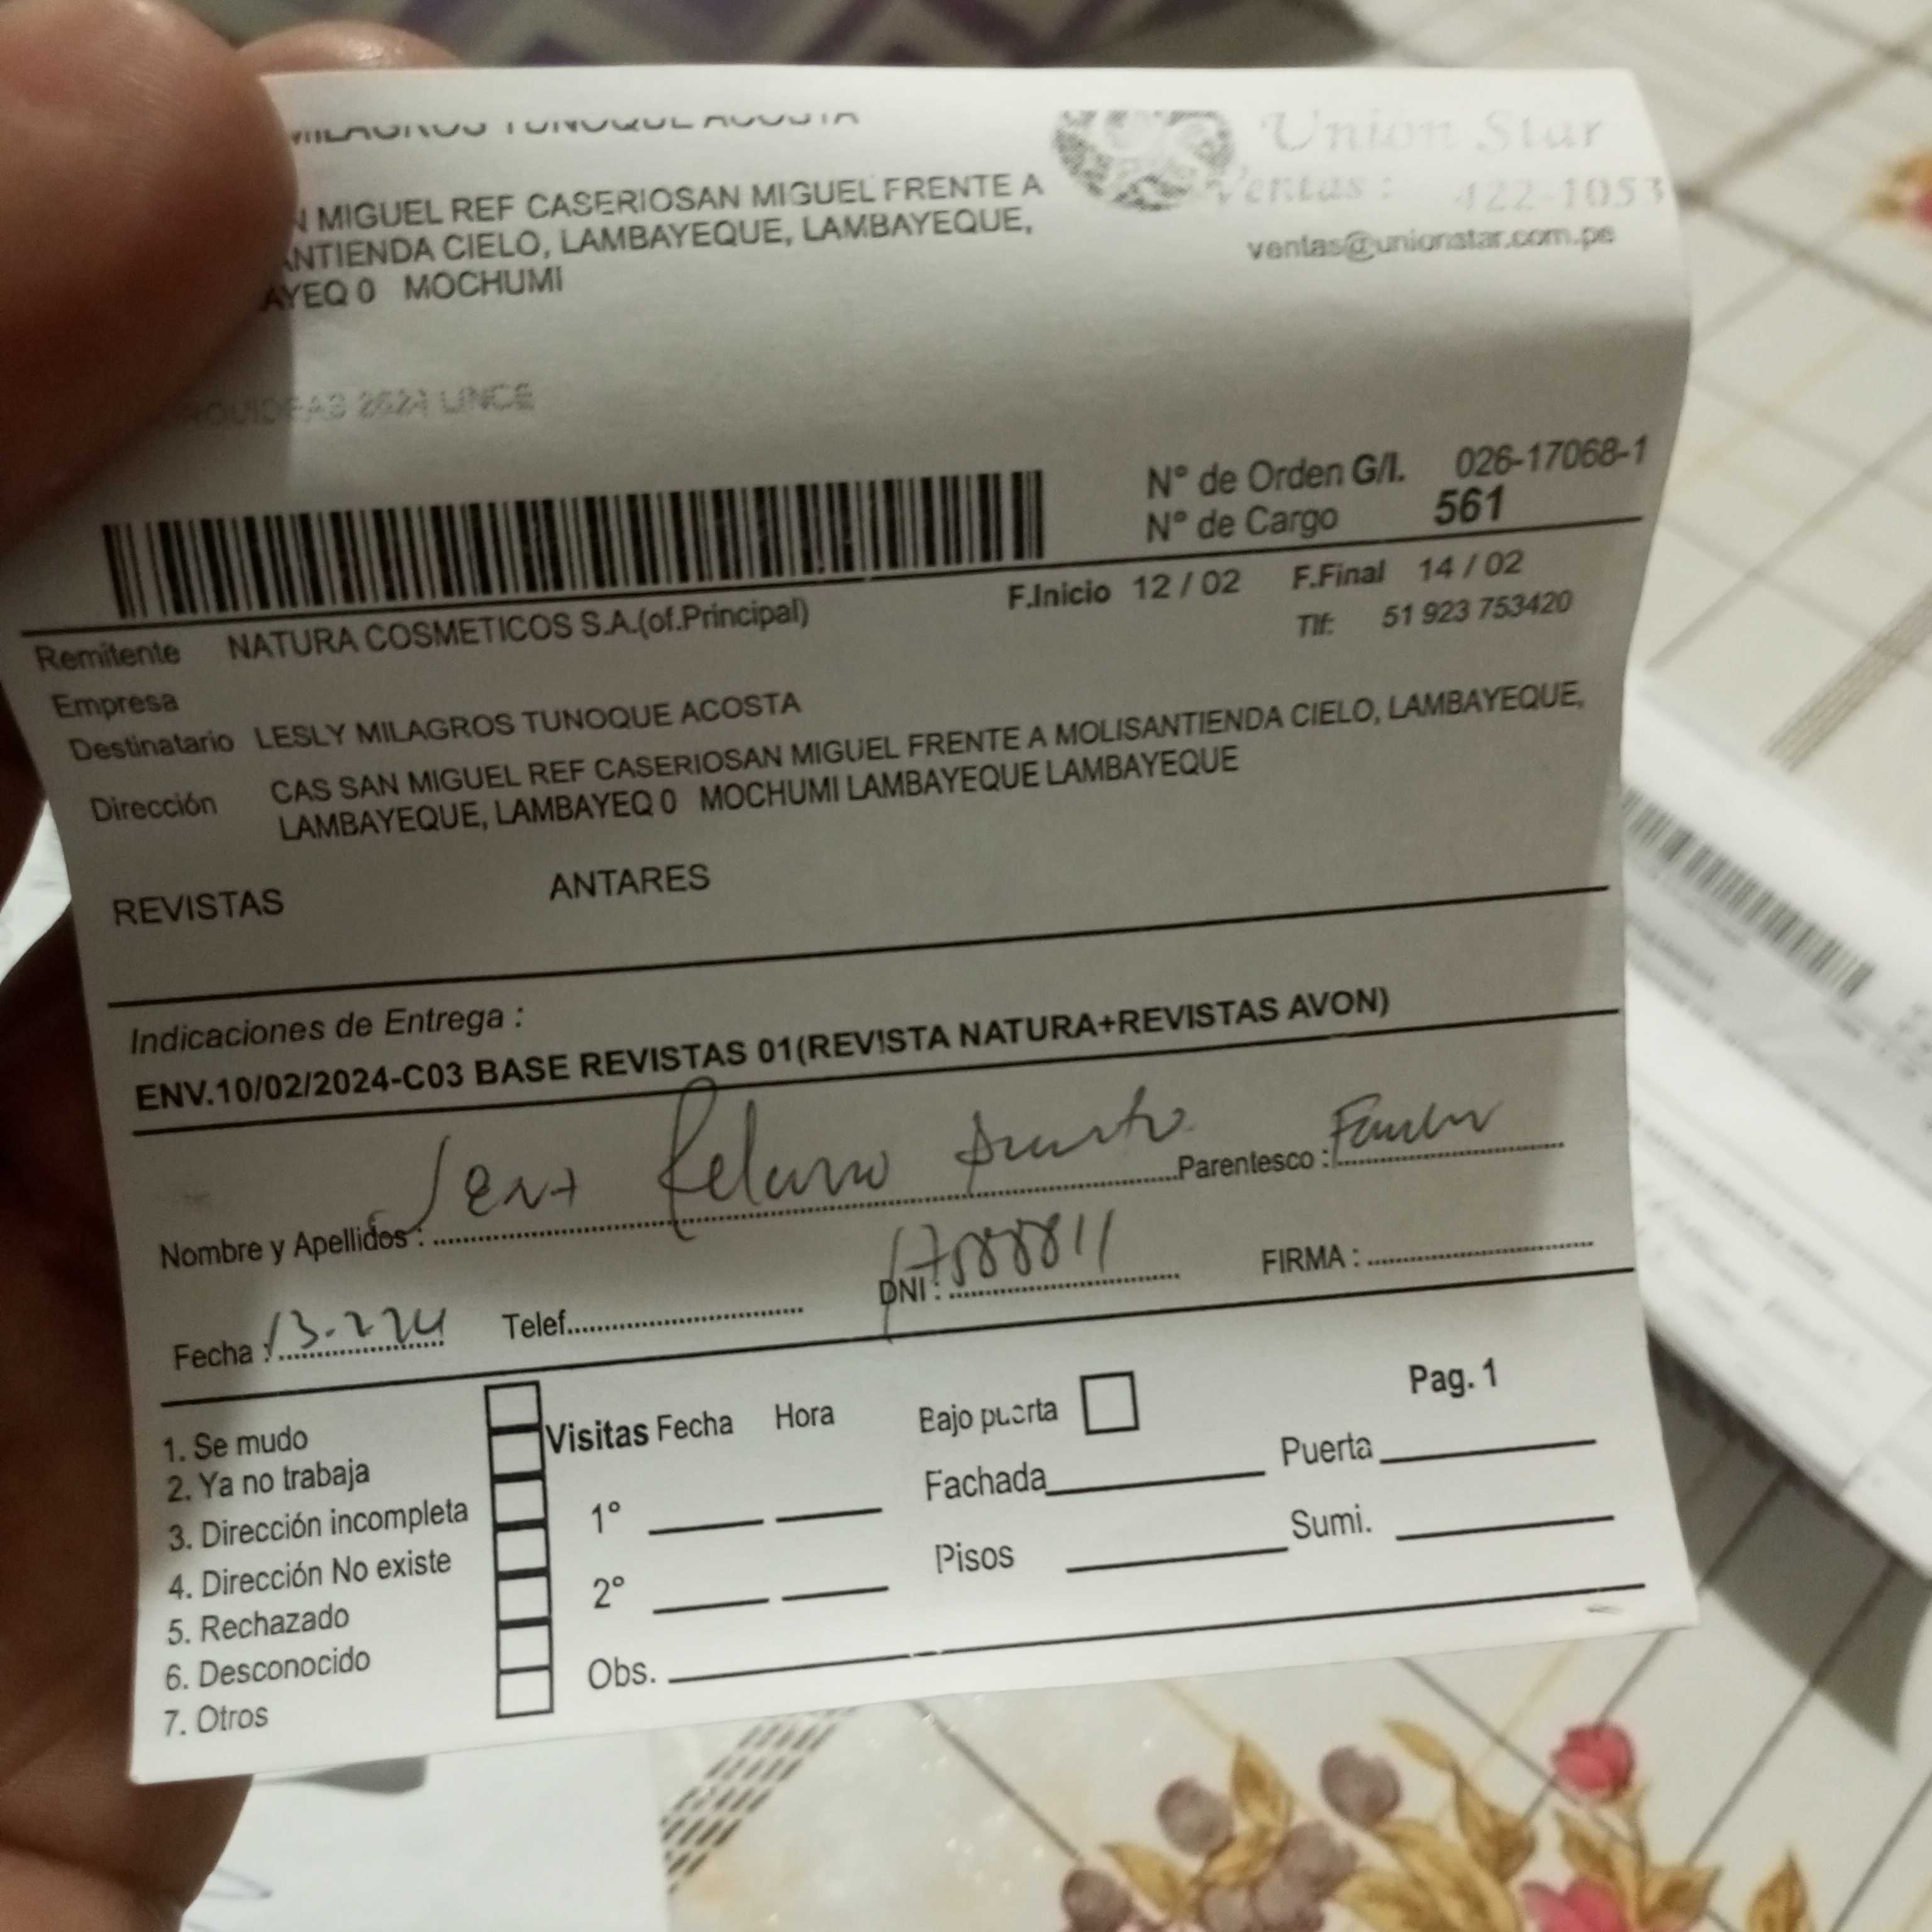 MILAGROS TUNOQUE ACOSTA
Union Star
Ventas : 422-1053
ventas@unionstar.com.pe
N MIGUEL REF CASERIOSAN MIGUEL FRENTE A
ANTIENDA CIELO, LAMBAYEQUE, LAMBAYEQUE,
AYEQ 0 MOCHUMI
LINCE
N° de Orden G/I. 026-17068-1
N° de Cargo 561
F.Inicio 12 / 02 F.Final 14 / 02
Remitente NATURA COSMETICOS S.A.(of.Principal)
Tlf: 51 923 753420
Empresa
Destinatario LESLY MILAGROS TUNOQUE ACOSTA
Dirección CAS SAN MIGUEL REF CASERIOSAN MIGUEL FRENTE A MOLISANTIENDA CIELO, LAMBAYEQUE,
LAMBAYEQUE, LAMBAYEQ 0 MOCHUMI LAMBAYEQUE LAMBAYEQUE
REVISTAS ANTARES
Indicaciones de Entrega :
ENV.10/02/2024-C03 BASE REVISTAS 01(REVISTA NATURA+REVISTAS AVON)
Nombre y Apellidos : Parentesco :
Fecha : 13-224 Telef. DNI : FIRMA :
1. Se mudo
2. Ya no trabaja
3. Dirección incompleta
4. Dirección No existe
5. Rechazado
6. Desconocido
7. Otros
Visitas Fecha Hora
1°
2°
Obs.
Bajo puerta
Pag. 1
Fachada Puerta
Pisos Sumi.